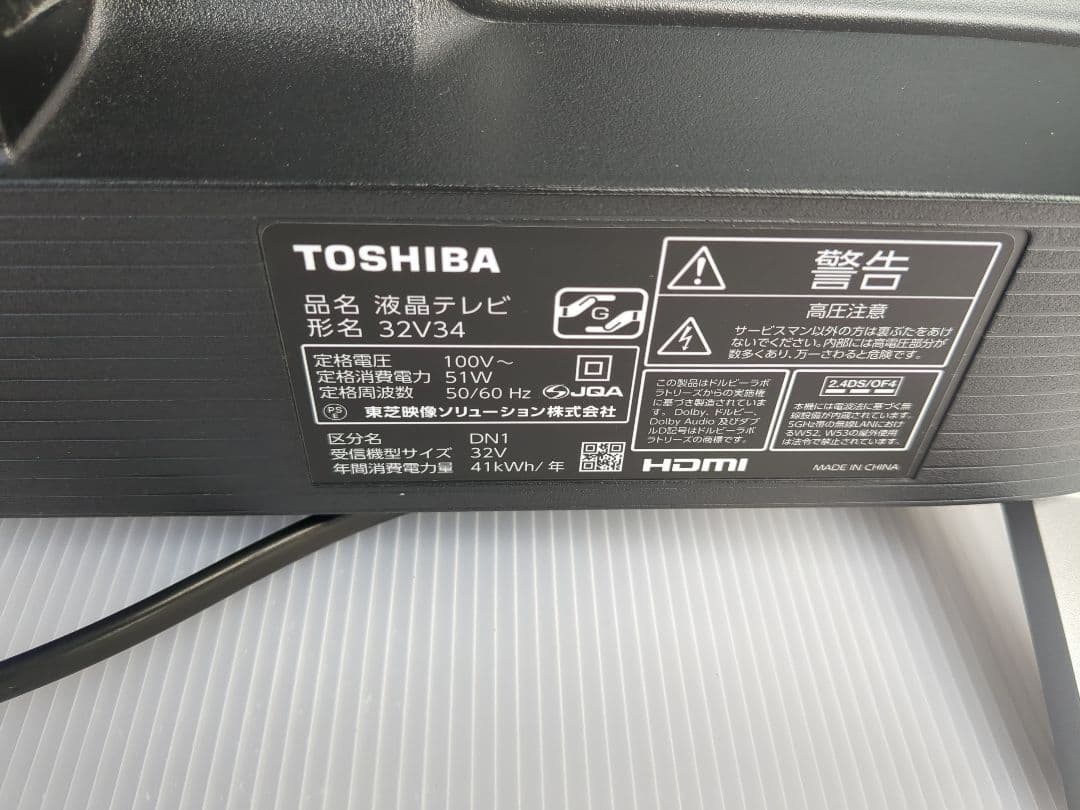 TOSHIBA
品名 液晶テレビ
形名 32V34
G
定格電圧 100V～
定格消費電力 51W
定格周波数 50/60 Hz JQA
PS E 東芝映像ソリューション株式会社
区分名 DN1
受信機型サイズ 32V
年間消費電力量 41kWh/年
警告
高圧注意
サービスマン以外の方は裏ぶたをあけ
ないでください。内部には高電圧部分が
数多くあり、万一さわると危険です。
この製品はドルビーラボ
ラトリーズからの実施権
に基づき製造されていま
す。Dolby、ドルビー、
Dolby Audio 及びダブ
ルD記号はドルビーラボ
ラトリーズの商標です。
2.4DS/OF4
本機には電波法に基づく無
線設備が内蔵されています。
5GHz帯の無線LANにおけ
るW52、W53の屋外使用
は法令で禁止されています。
HDMI
MADE IN CHINA